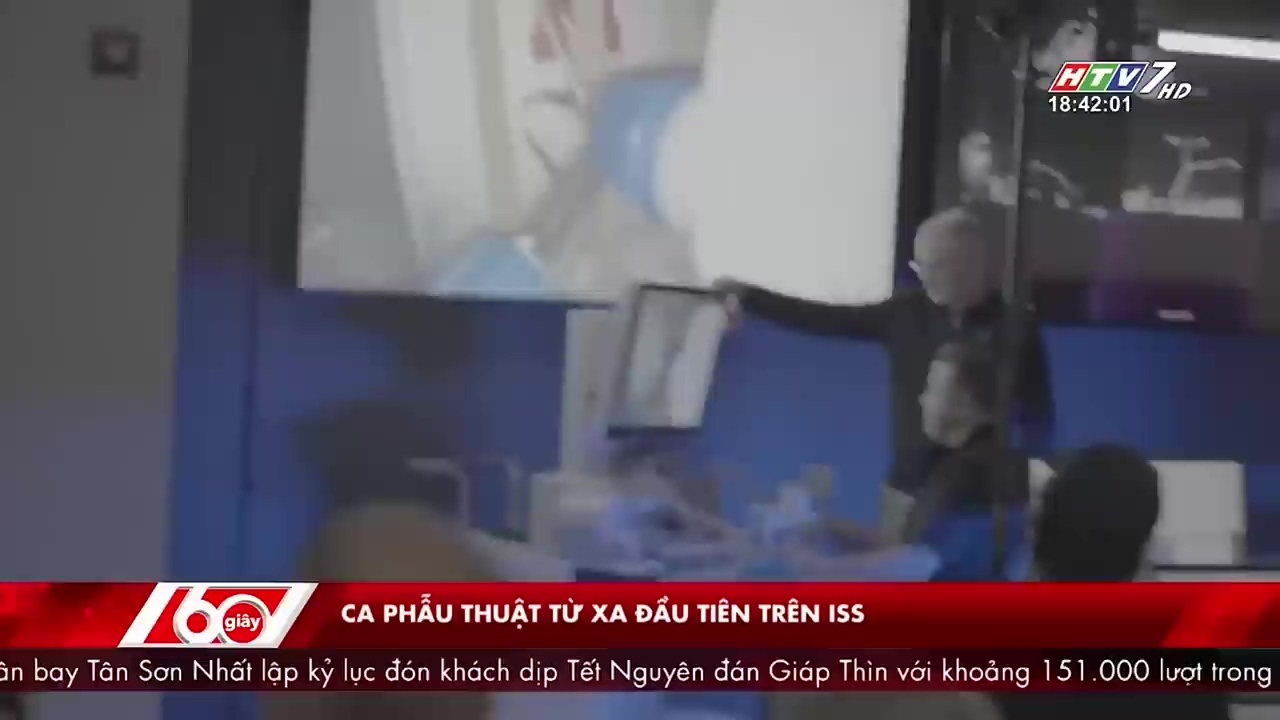 HTV7 HD
18:42:01
60 giây
CA PHẪU THUẬT TỪ XA ĐẦU TIÊN TRÊN ISS
bay Tân Sơn Nhất lập kỷ lục đón khách dịp Tết Nguyên đán Giáp Thìn với khoảng 151.000 lượt trong